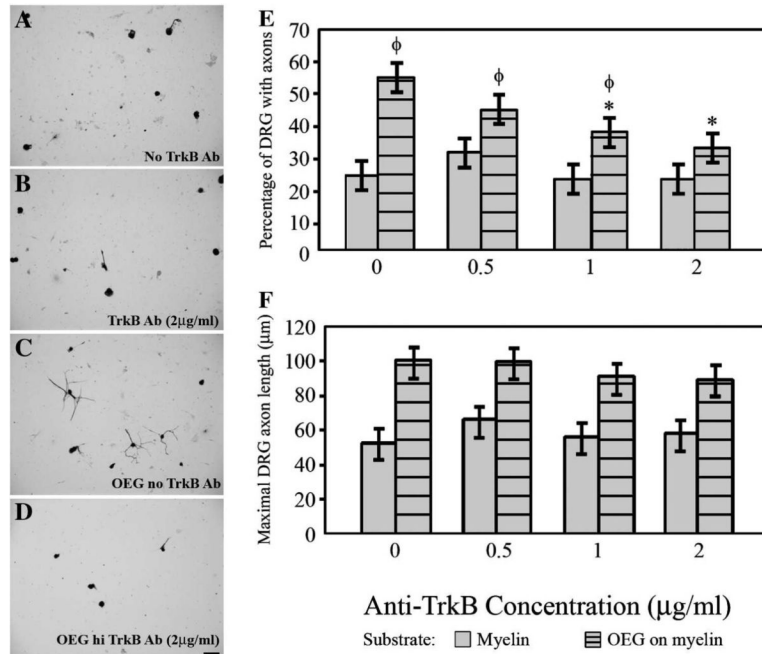 A
No TrkB Ab
B
TrkB Ab (2µg/ml)
C
OEG no TrkB Ab
D
OEG hi TrkB Ab (2µg/ml)
E
Percentage of DRG with axons
70
60
50
40
30
20
10
0
ϕ
ϕ
ϕ
*
*
0 0.5 1 2
F
Maximal DRG axon length (µm)
120
100
80
60
40
20
0
0 0.5 1 2
Anti-TrkB Concentration (µg/ml)
Substrate: Myelin OEG on myelin